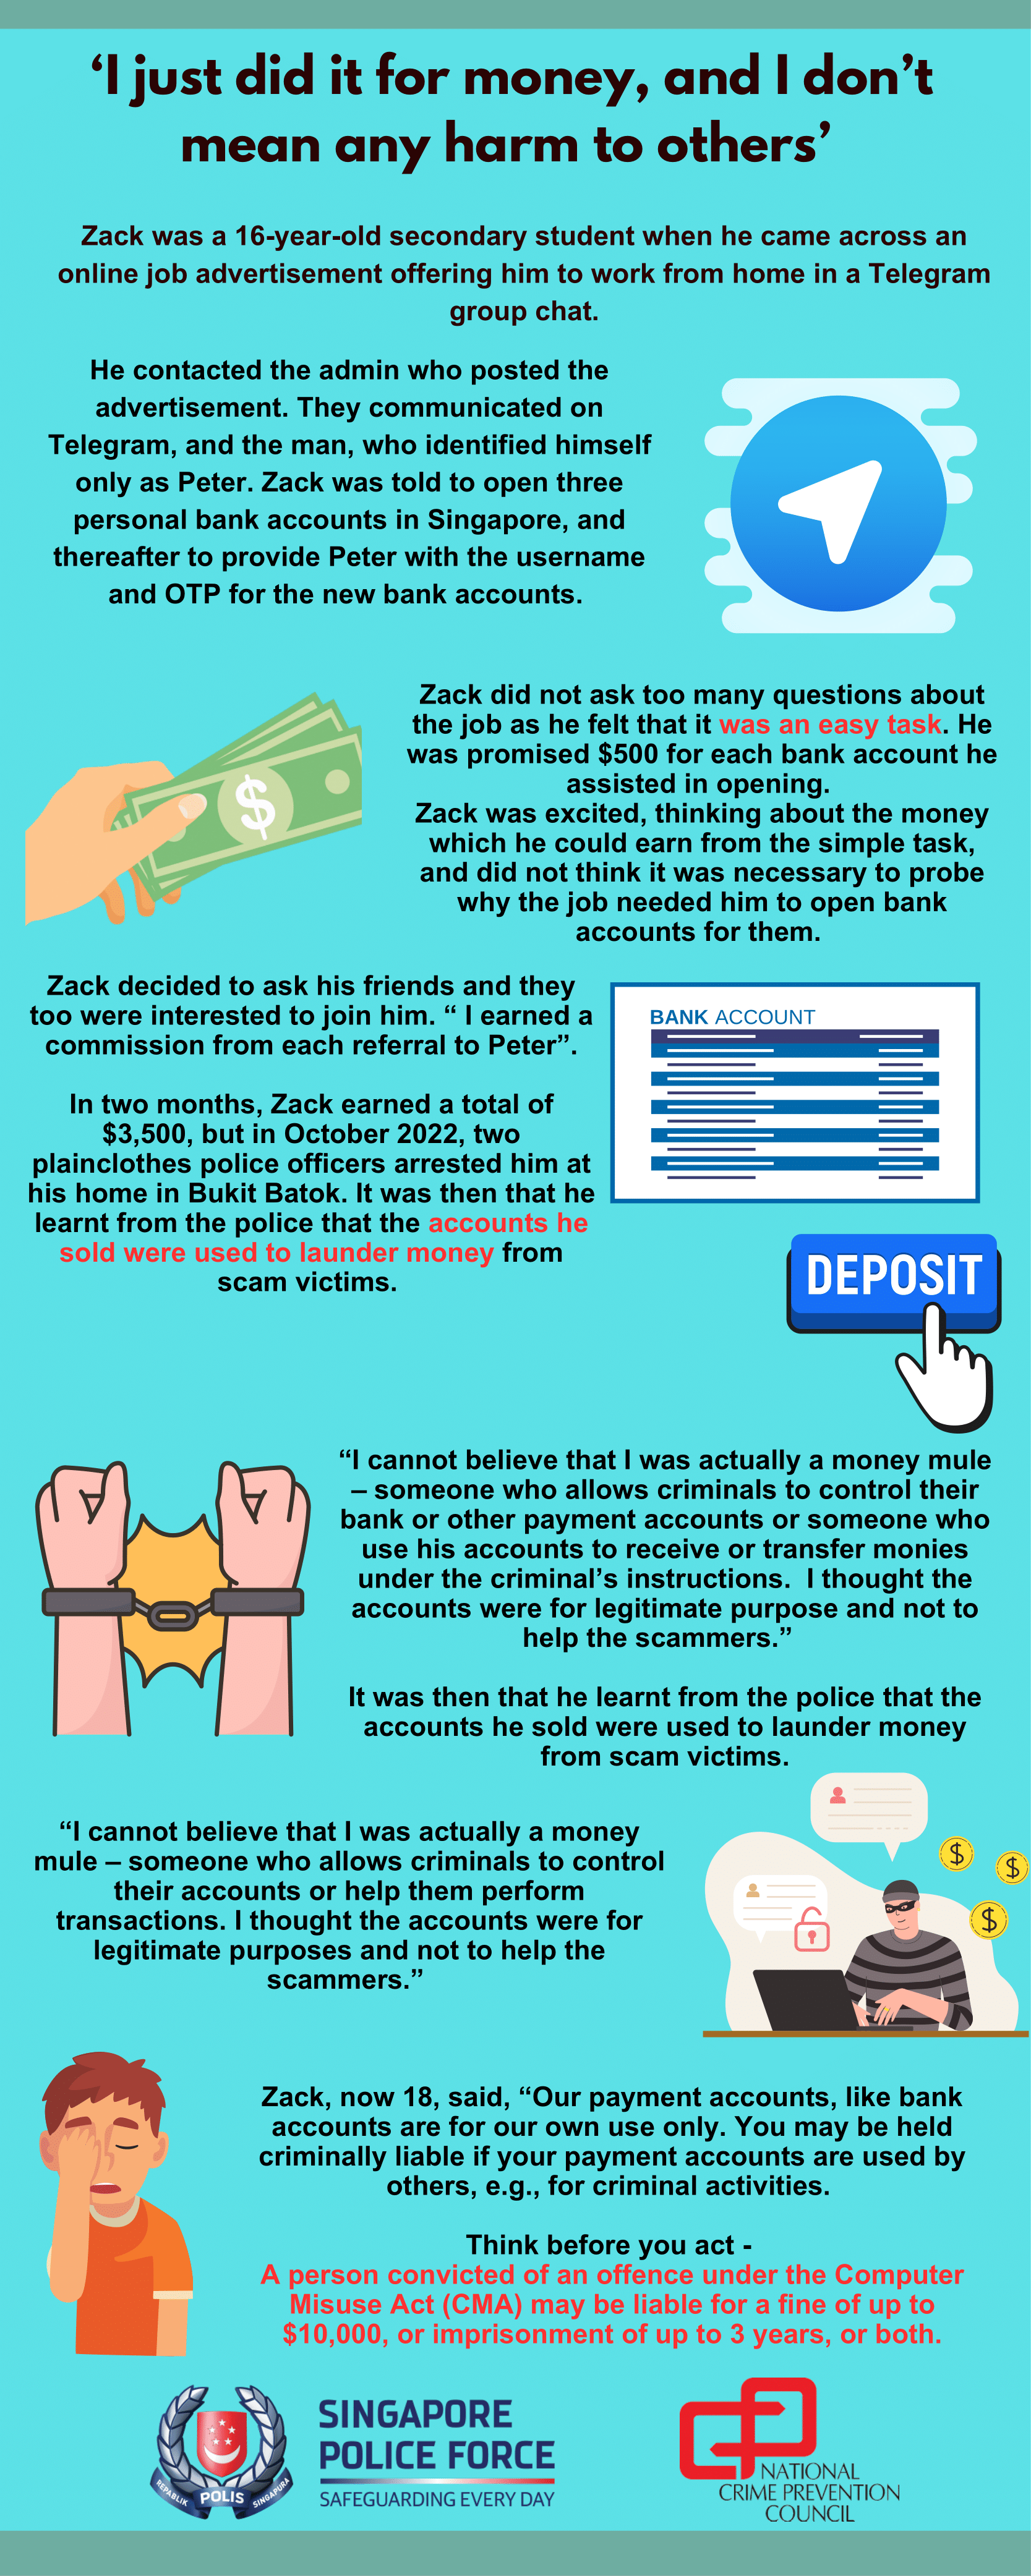 ‘I just did it for money, and I don’t
mean any harm to others’
Zack was a 16-year-old secondary student when he came across an
online job advertisement offering him to work from home in a Telegram
group chat.
He contacted the admin who posted the
advertisement. They communicated on
Telegram, and the man, who identified himself
only as Peter. Zack was told to open three
personal bank accounts in Singapore, and
thereafter to provide Peter with the username
and OTP for the new bank accounts.
$
Zack did not ask too many questions about
the job as he felt that it was an easy task. He
was promised $500 for each bank account he
assisted in opening.
Zack was excited, thinking about the money
which he could earn from the simple task,
and did not think it was necessary to probe
why the job needed him to open bank
accounts for them.
Zack decided to ask his friends and they
too were interested to join him. “ I earned a
commission from each referral to Peter”.
In two months, Zack earned a total of
$3,500, but in October 2022, two
plainclothes police officers arrested him at
his home in Bukit Batok. It was then that he
learnt from the police that the accounts he
sold were used to launder money from
scam victims.
BANK ACCOUNT
DEPOSIT
“I cannot believe that I was actually a money mule
– someone who allows criminals to control their
bank or other payment accounts or someone who
use his accounts to receive or transfer monies
under the criminal’s instructions.  I thought the
accounts were for legitimate purpose and not to
help the scammers.”
It was then that he learnt from the police that the
accounts he sold were used to launder money
from scam victims.
“I cannot believe that I was actually a money
mule – someone who allows criminals to control
their accounts or help them perform
transactions. I thought the accounts were for
legitimate purposes and not to help the
scammers.”
$
$
$
Zack, now 18, said, “Our payment accounts, like bank
accounts are for our own use only. You may be held
criminally liable if your payment accounts are used by
others, e.g., for criminal activities.
Think before you act -
A person convicted of an offence under the Computer
Misuse Act (CMA) may be liable for a fine of up to
$10,000, or imprisonment of up to 3 years, or both.
REPABLIK POLIS SINGAPURA
SINGAPORE
POLICE FORCE
SAFEGUARDING EVERY DAY
NATIONAL
CRIME PREVENTION
COUNCIL